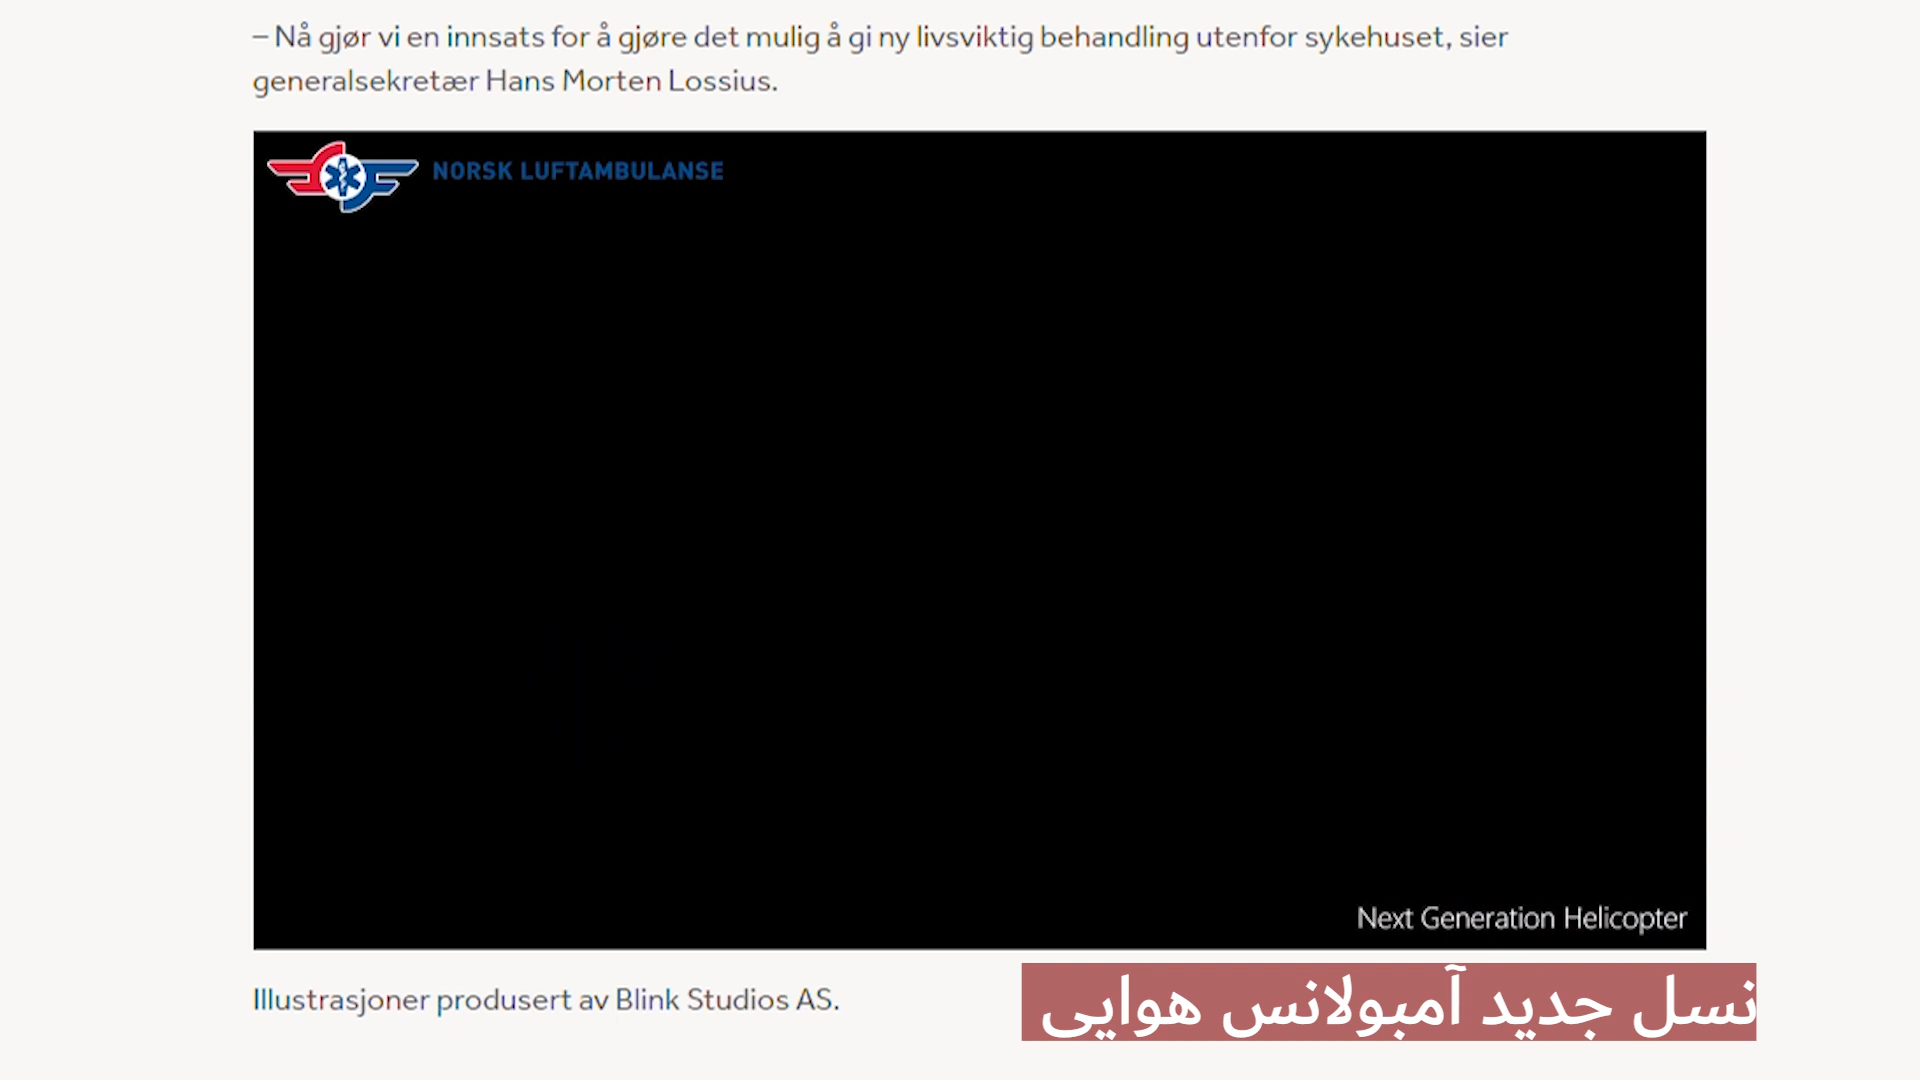 – Nå gjør vi en innsats for å gjøre det mulig å gi ny livsviktig behandling utenfor sykehuset, sier
generalsekretær Hans Morten Lossius.
NORSK LUFTAMBULANSE
Next Generation Helicopter
Illustrasjoner produsert av Blink Studios AS.
نسل جدید آمبولانس هوایی